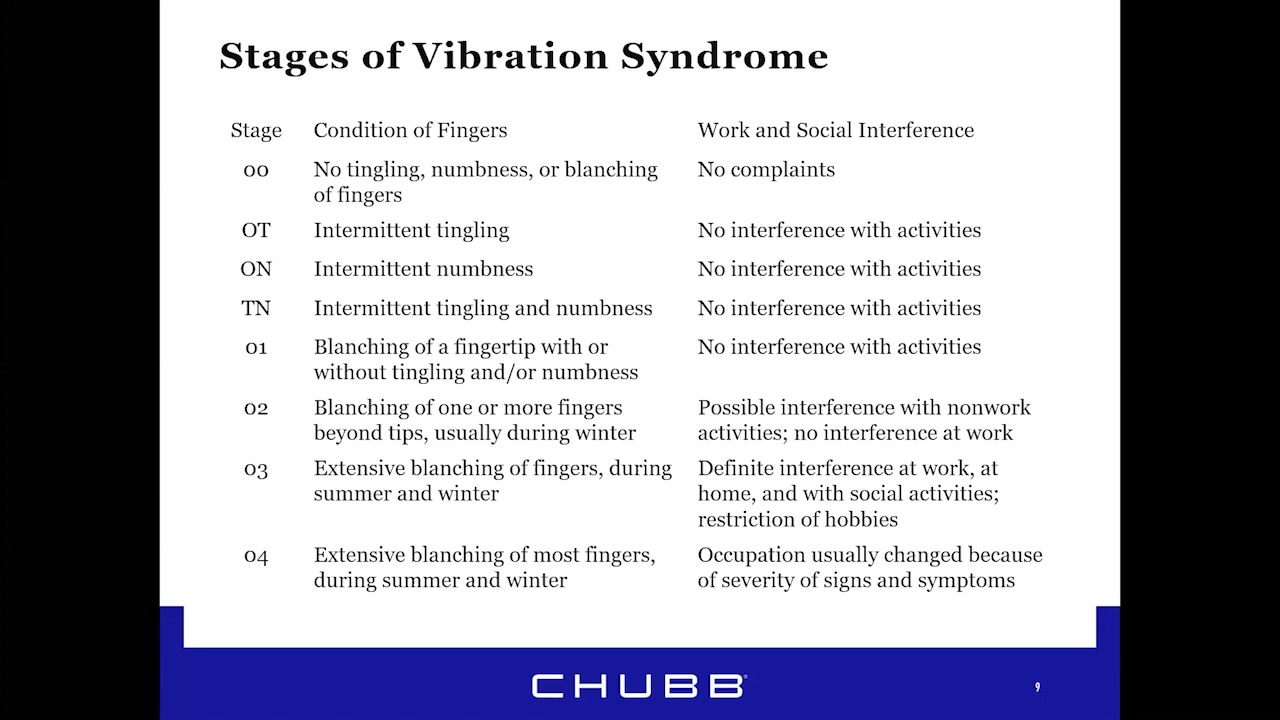 Stages of Vibration Syndrome
Stage Condition of Fingers Work and Social Interference
00 No tingling, numbness, or blanching No complaints
of fingers
OT Intermittent tingling No interference with activities
ON Intermittent numbness No interference with activities
TN Intermittent tingling and numbness No interference with activities
01 Blanching of a fingertip with or No interference with activities
without tingling and/or numbness
02 Blanching of one or more fingers Possible interference with nonwork
beyond tips, usually during winter activities; no interference at work
03 Extensive blanching of fingers, during Definite interference at work, at
summer and winter home, and with social activities;
restriction of hobbies
04 Extensive blanching of most fingers, Occupation usually changed because
during summer and winter of severity of signs and symptoms
CHUBB®
9